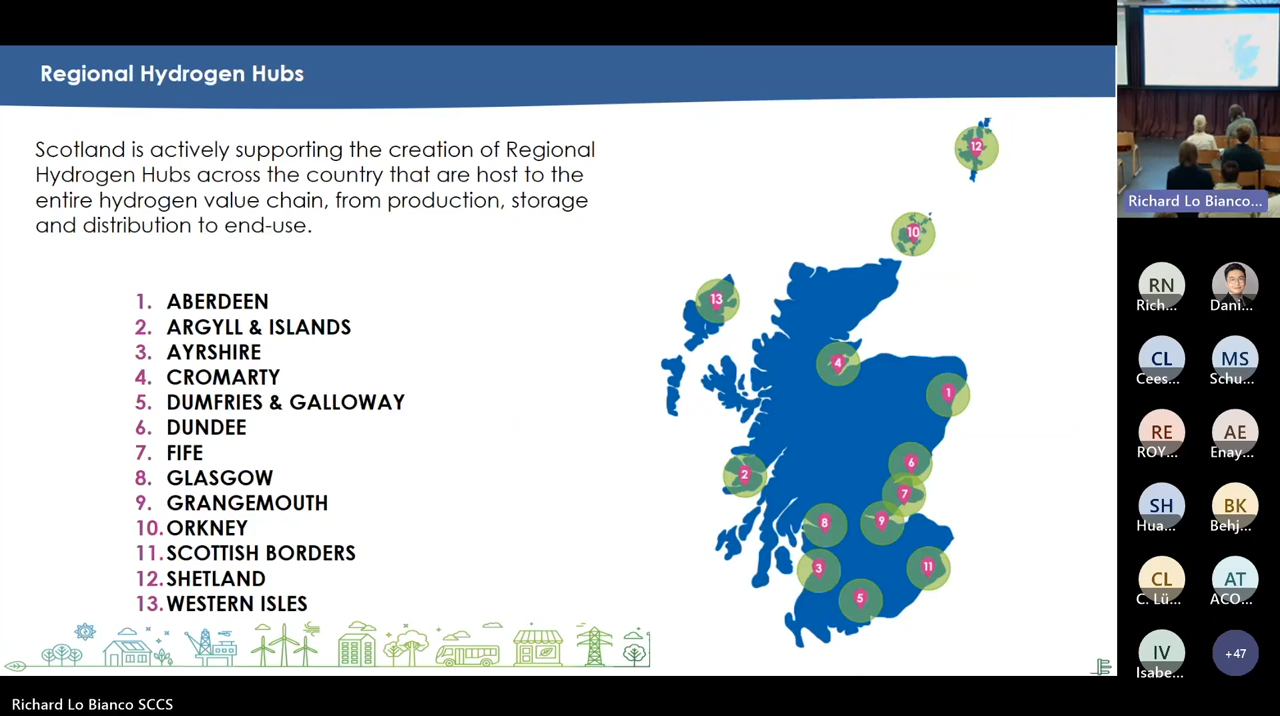 Regional Hydrogen Hubs
Scotland is actively supporting the creation of Regional
Hydrogen Hubs across the country that are host to the
entire hydrogen value chain, from production, storage
and distribution to end-use.
1. ABERDEEN
2. ARGYLL & ISLANDS
3. AYRSHIRE
4. CROMARTY
5. DUMFRIES & GALLOWAY
6. DUNDEE
7. FIFE
8. GLASGOW
9. GRANGEMOUTH
10. ORKNEY
11. SCOTTISH BORDERS
12. SHETLAND
13. WESTERN ISLES
12
10
13
4
1
2
6
7
8
9
3
11
5
Richard Lo Bianco...
RN
Rich...
Dani...
CL
Cees...
MS
Schu...
RE
ROY...
AE
Enay...
SH
Hua...
BK
Behj...
CL
C. Lü...
AT
ACO...
IV
Isabe...
+47
Richard Lo Bianco SCCS